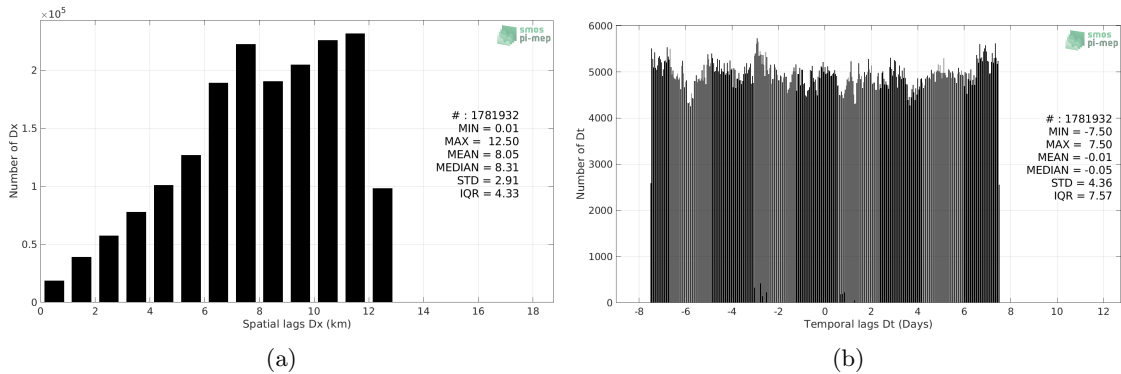 ×10⁵
2
1.5
1
0.5
0
Number of Dx
0 2 4 6 8 10 12 14 16 18
Spatial lags Dx (km)
smos
pi-mep
# : 1781932
MIN = 0.01
MAX = 12.50
MEAN = 8.05
MEDIAN = 8.31
STD = 2.91
IQR = 4.33
(a)
6000
5000
4000
3000
2000
1000
0
Number of Dt
-8 -6 -4 -2 0 2 4 6 8 10 12
Temporal lags Dt (Days)
smos
pi-mep
# : 1781932
MIN = -7.50
MAX = 7.50
MEAN = -0.01
MEDIAN = -0.05
STD = 4.36
IQR = 7.57
(b)